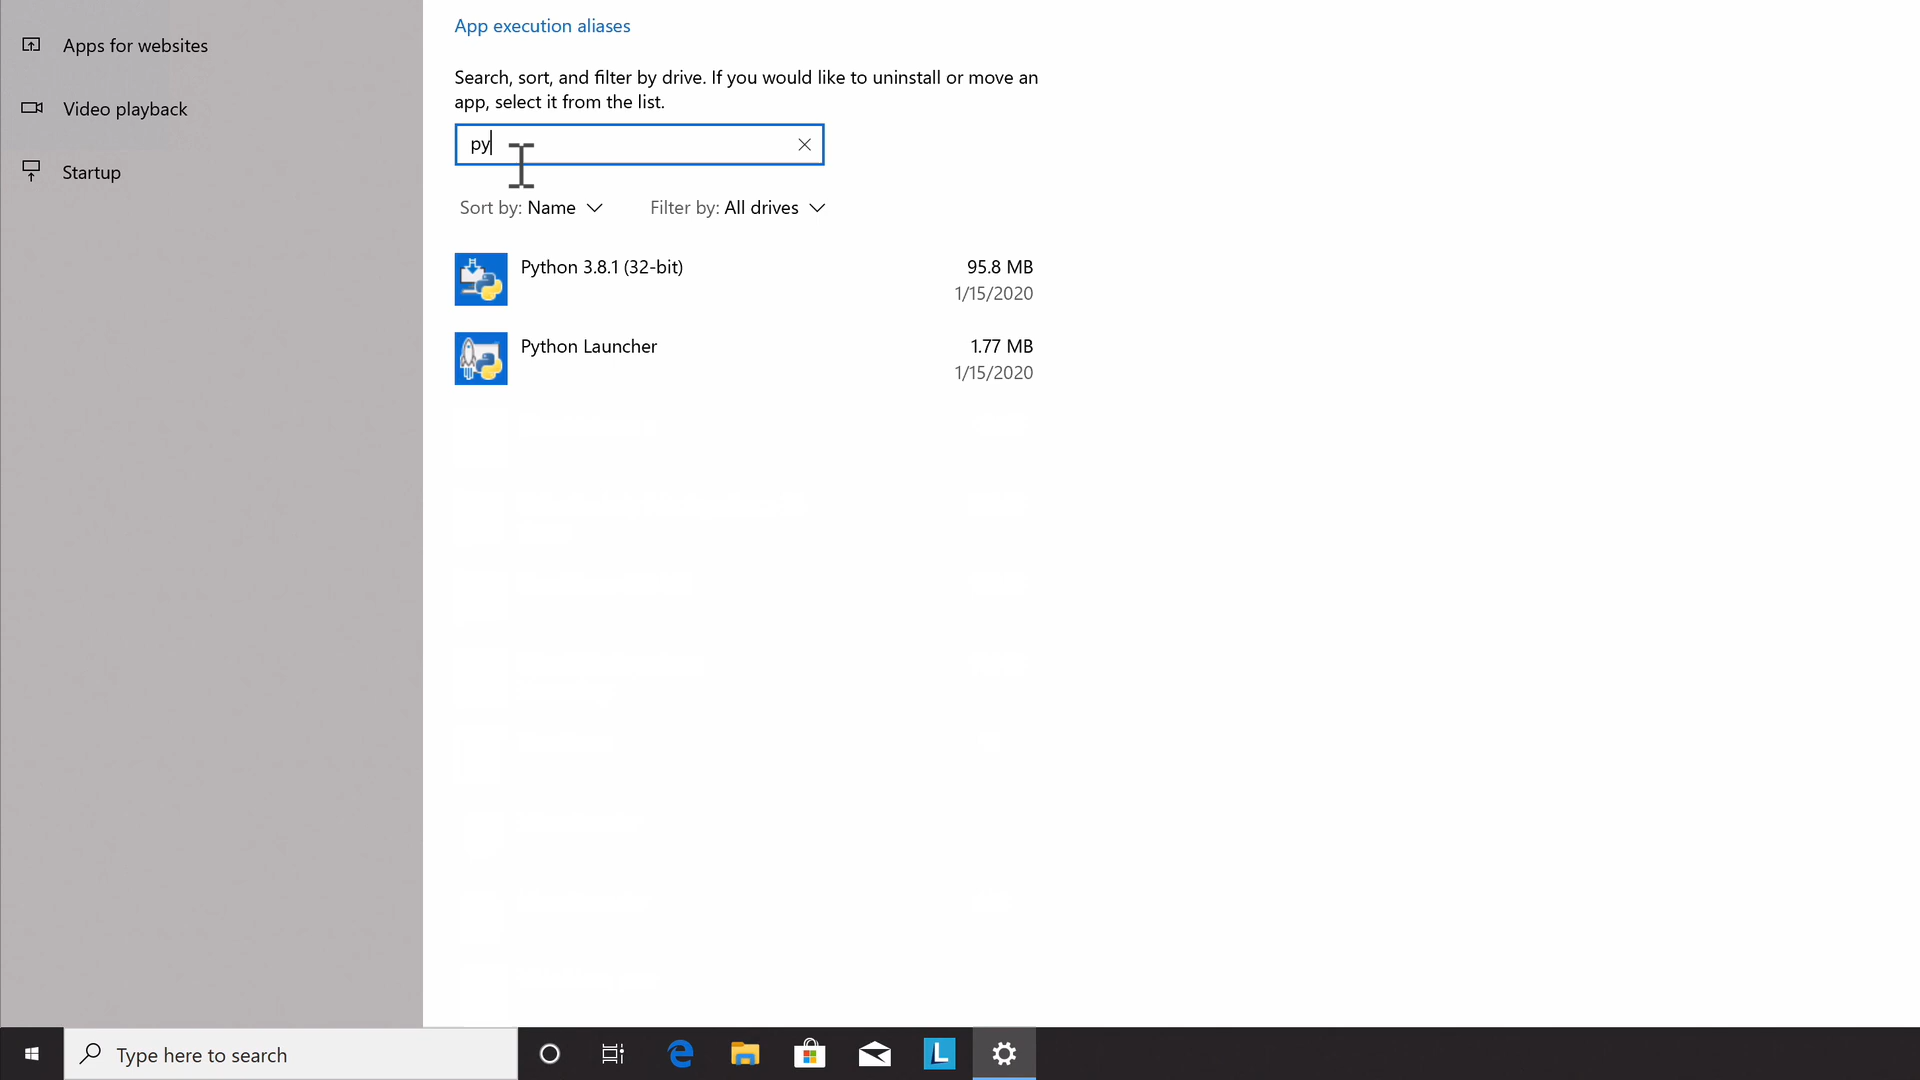 Apps for websites
Video playback
Startup
App execution aliases
Search, sort, and filter by drive. If you would like to uninstall or move an
app, select it from the list.
py
Sort by: Name
Filter by: All drives
Python 3.8.1 (32-bit)
95.8 MB
1/15/2020
Python Launcher
1.77 MB
1/15/2020
Type here to search
L